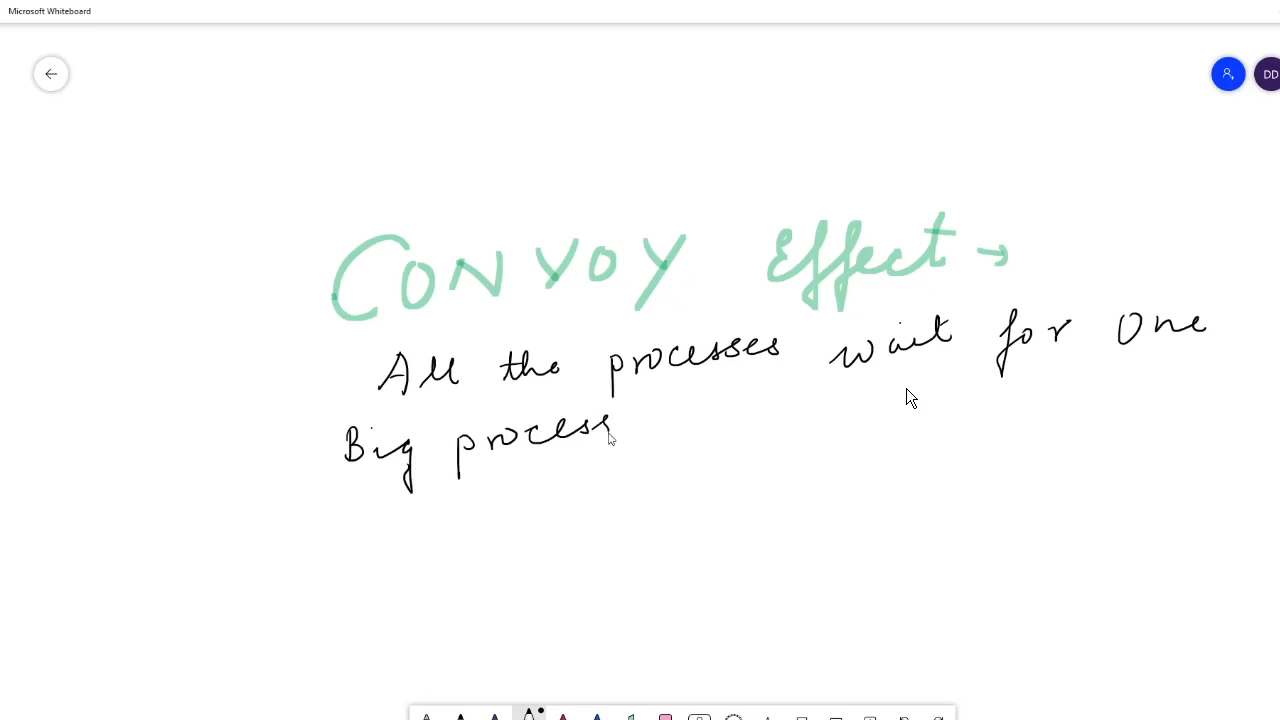 Microsoft Whiteboard
DD
CONVOY Effect →
All the processes wait for One
Big process